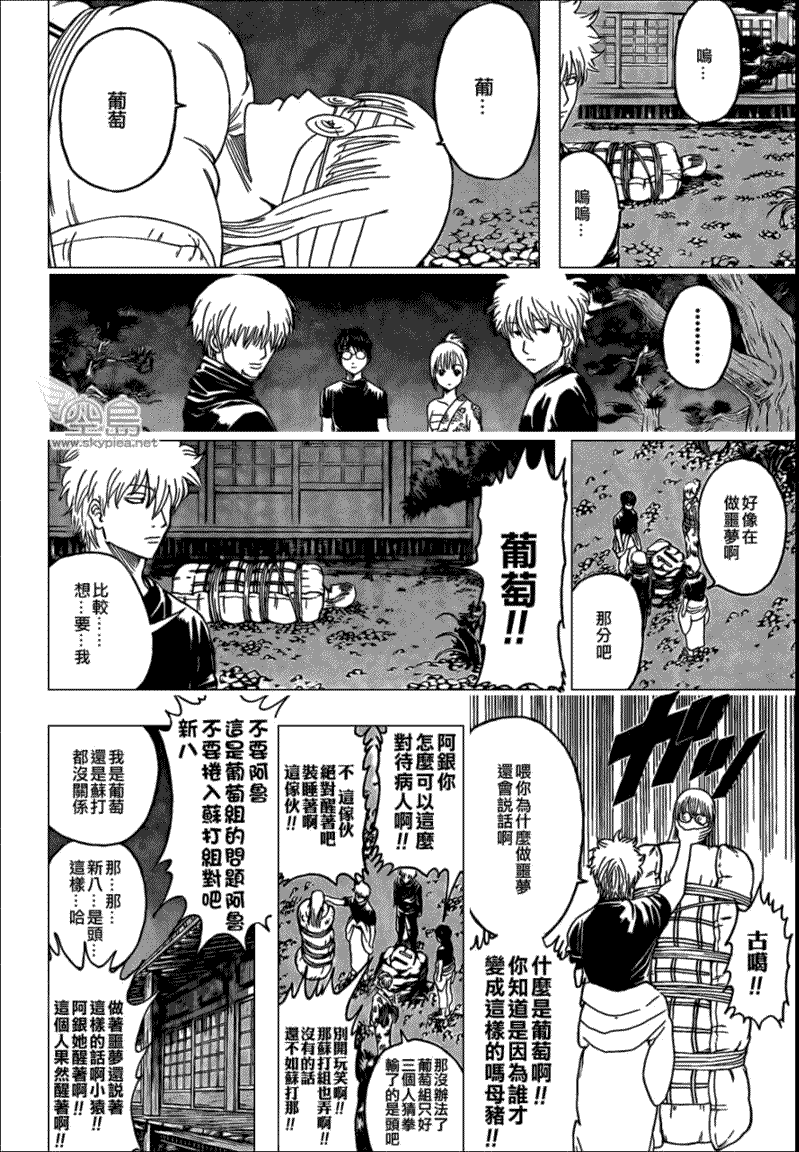 嗚…
嗚嗚…
葡…
葡萄
………
空島
www.skypiea.net
好像在
做噩夢啊
那分吧
葡萄!!
比較……
想…要…我
ガッ
古噶!!
喂你為什麼做噩夢
還會説話啊
什麼是葡萄啊!!
你知道是因為誰才
變成這樣的嗎母豬!!
阿銀你
怎麼可以這麼
對待病人啊!!
不 這傢伙
絕對醒著吧
裝睡著啊
這傢伙!!
那沒辦法了
葡萄組只好
三個人猜拳
輸了的是頭吧
別開玩笑啊!!
那蘇打組也弄啊!!
沒有的話
還不如蘇打那!!
不要阿魯
這是葡萄組的問題阿魯
不要捲入蘇打組對吧
新八
我是葡萄
還是蘇打
都沒關係
那…那…
新八…是頭…
這樣…哈
做著噩夢還說著
這樣的話啊小猿!!
阿銀她醒著啊!!
這個人果然醒著啊!!